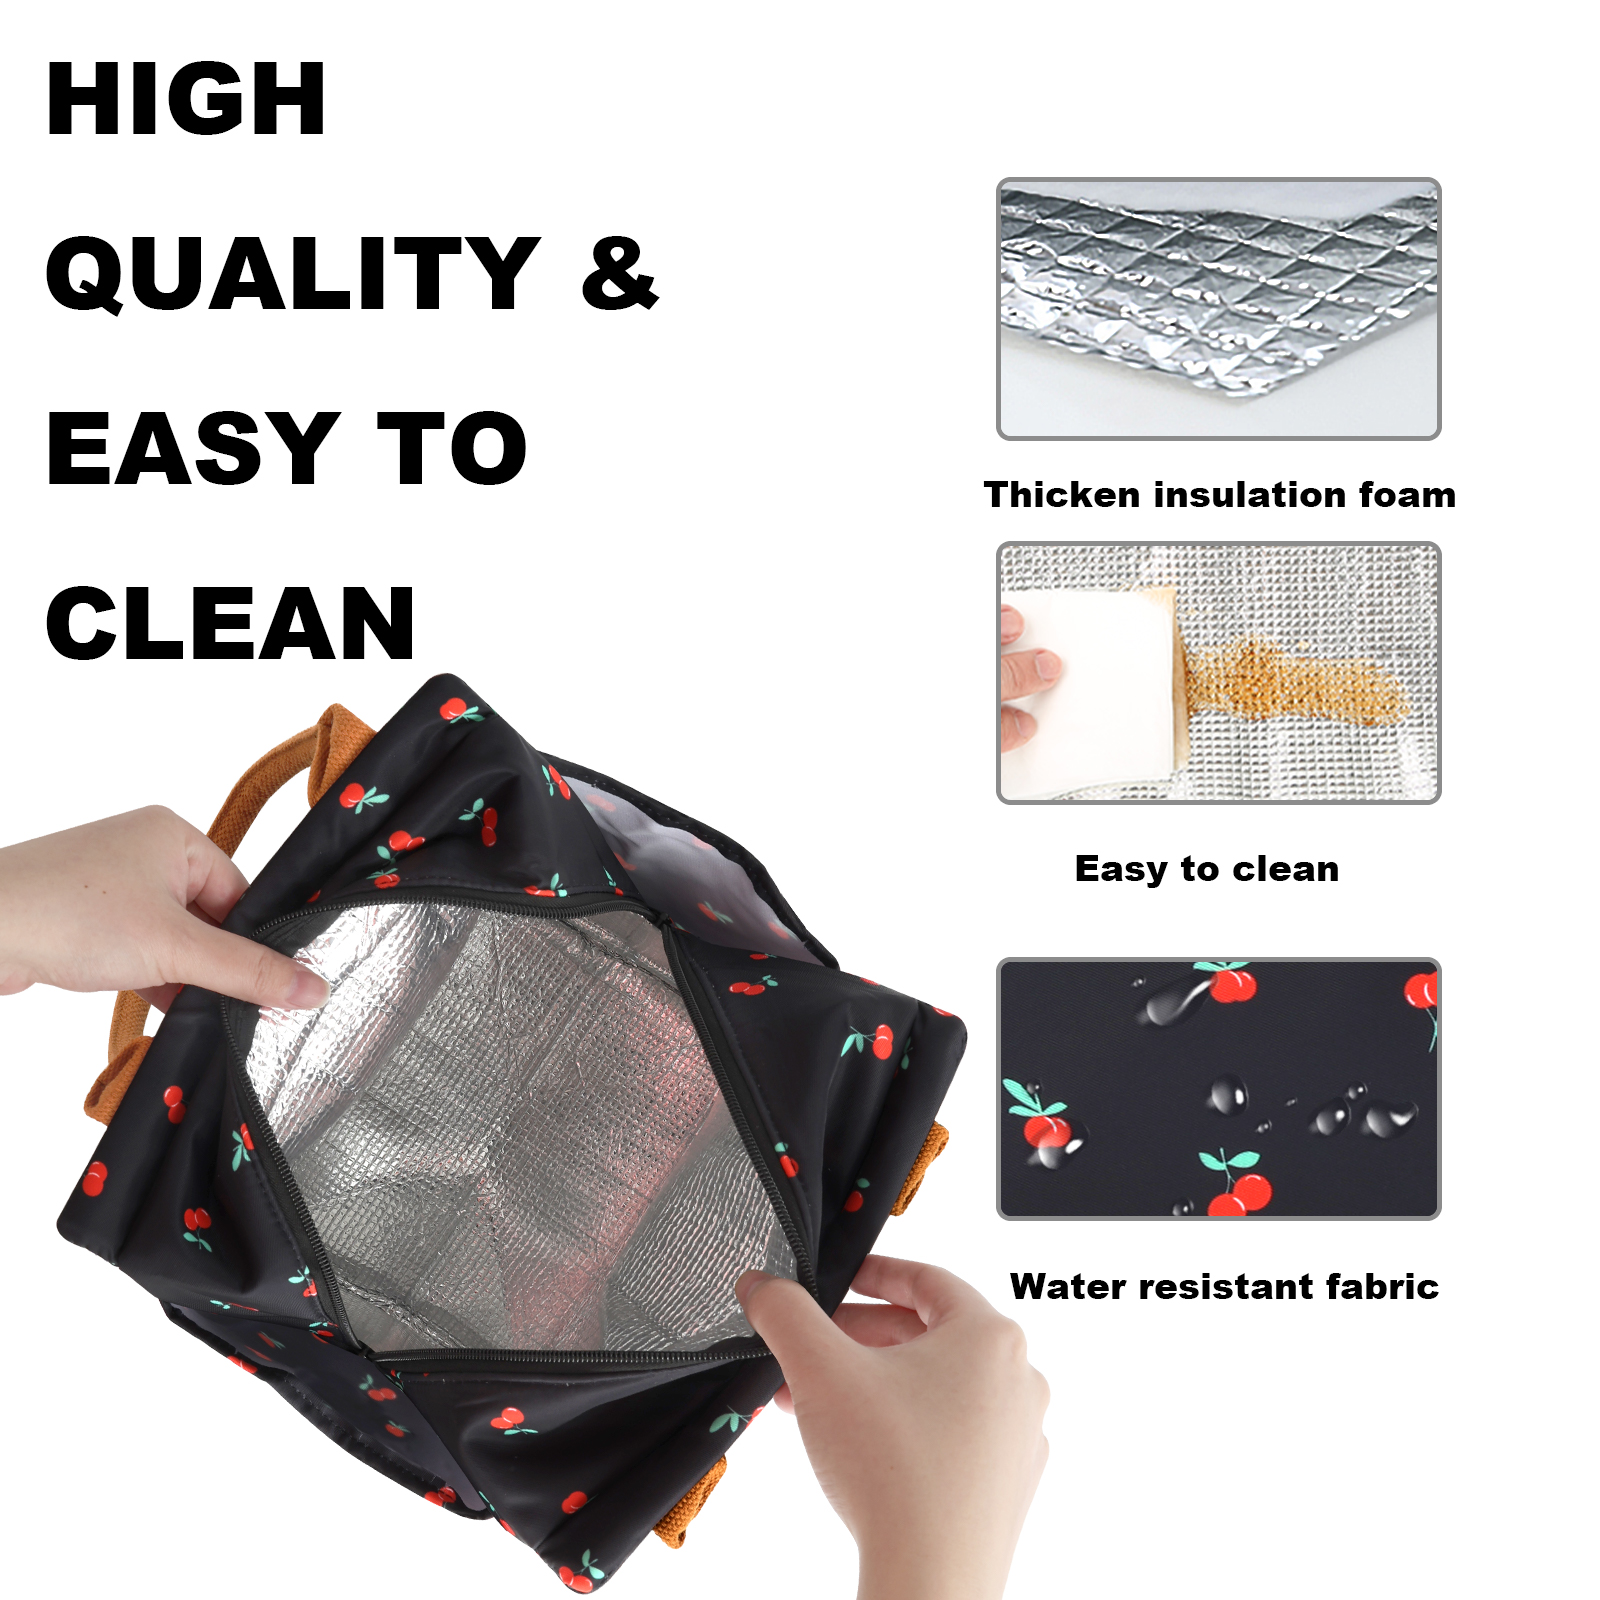 HIGH
QUALITY &
EASY TO
CLEAN
Thicken insulation foam
Easy to clean
Water resistant fabric